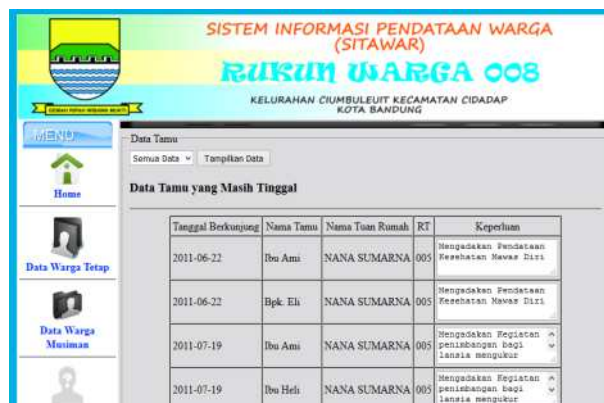 SISTEM INFORMASI PENDATAAN WARGA
(SITAWAR)
RUKUN WARGA 008
KELURAHAN CIUMBULEUIT KECAMATAN CIDADAP
KOTA BANDUNG
MENU
Home
Data Warga Tetap
Data Warga
Musiman
Data Tamu
Semua Data Tampilkan Data
Data Tamu yang Masih Tinggal
Tanggal Berkunjung Nama Tamu Nama Tuan Rumah RT Keperluan
2011-06-22 Ibu Ami NANA SUMARNA 005 Mengadakan Pendataan
Kesehatan Mawas Diri
2011-06-22 Bpk. Eli NANA SUMARNA 005 Mengadakan Pendataan
Kesehatan Mawas Diri
2011-07-19 Ibu Ami NANA SUMARNA 005 Mengadakan Kegiatan
penimbangan bagi
lansia mengukur
2011-07-19 Ibu Heli NANA SUMARNA 005 Mengadakan Kegiatan
penimbangan bagi
lansia mengukur